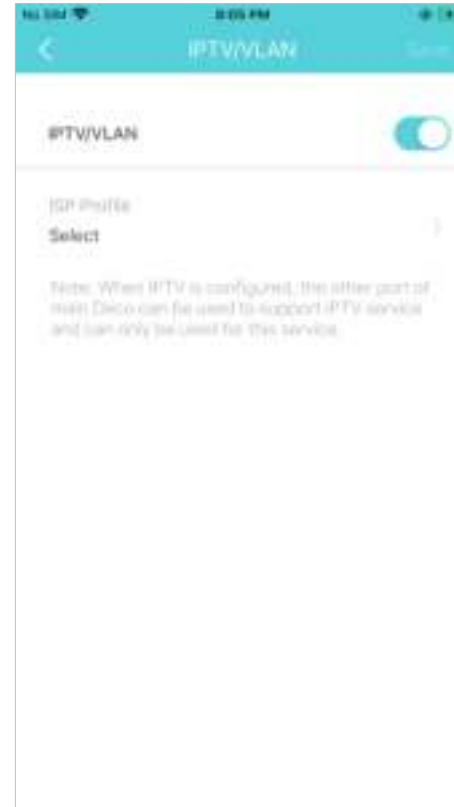 No SIM 8:05 PM
IPTV/VLAN Save
IPTV/VLAN
ISP Profile
Select
Note: When IPTV is configured, the other port of
main Deco can be used to support IPTV service
and can only be used for this service.